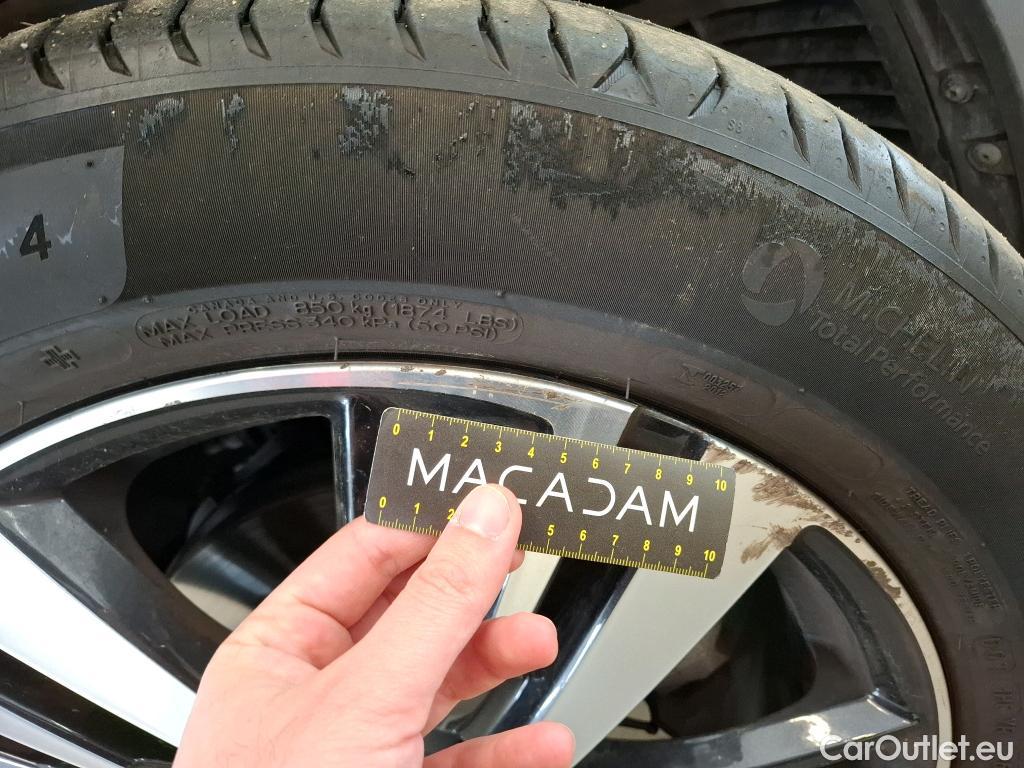 4
CANADA AND U.S. CODES ONLY
MAX LOAD 850 kg (1874 LBS)
MAX PRESS 340 kPa (50 PSI)
MICHELIN
Total Performance
0 1 2 3 4 5 6 7 8 9 10
MACADAM
0 1 2 5 6 7 8 9 10
DOT
CarOutlet.eu